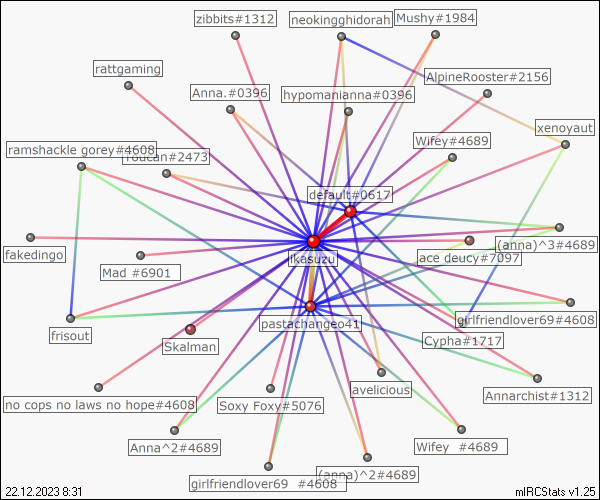 zibbits#1312
neokingghidorah
Mushy#1984
rattgaming
Anna.#0396
hypomanianna#0396
AlpineRooster#2156
xenoyaut
ramshackle gorey#4608
Toucan#2473
Wifey#4689
default#0617
fakedingo
Mad #6901
ikasuzu
ace deucy#7097
(anna)^3#4689
frisout
Skalman
pastachangeo41
Cypha#1717
girlfriendlover69#4608
no cops no laws no hope#4608
Soxy Foxy#5076
avelicious
Annarchist#1312
Anna^2#4689
girlfriendlover69  #4608
(anna)^2#4689
Wifey  #4689
22.12.2023 8:31
mIRCStats v1.25